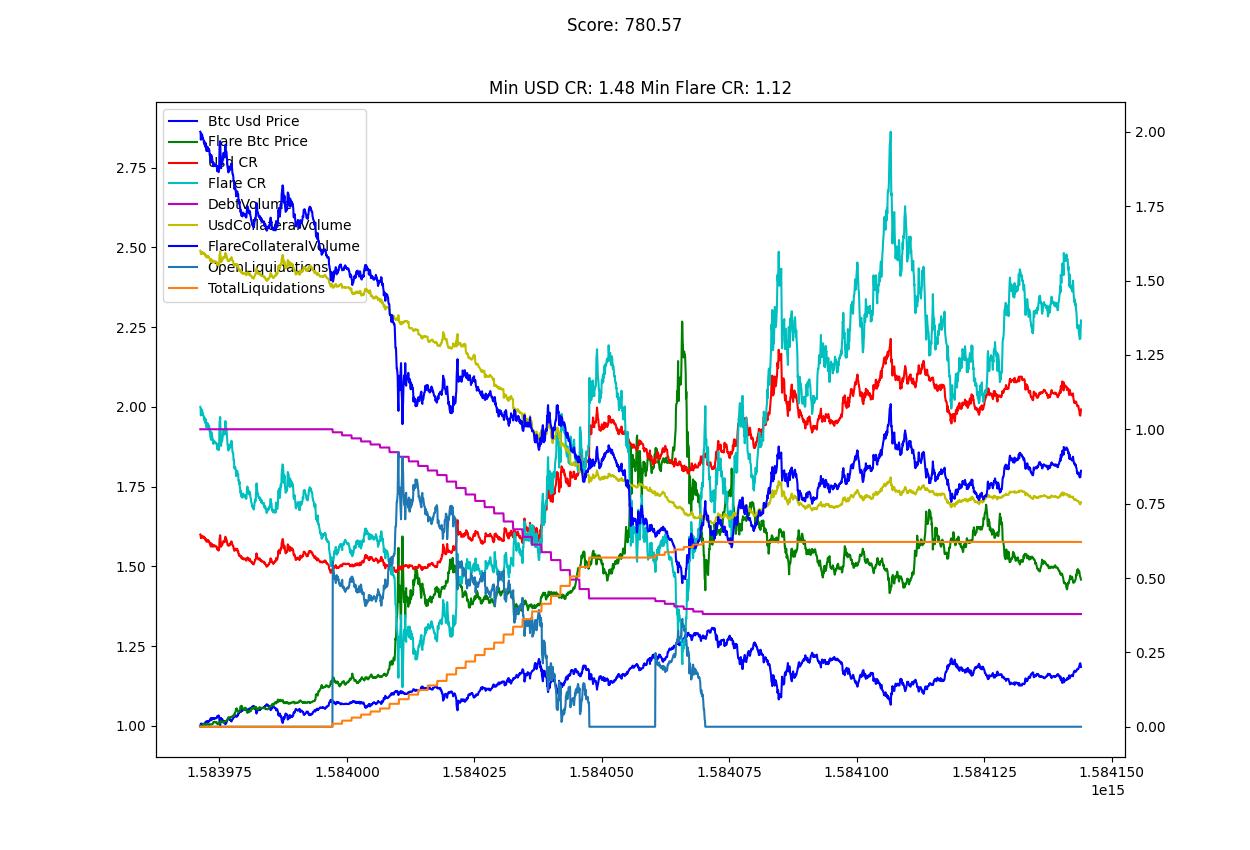 Score: 780.57
Min USD CR: 1.48 Min Flare CR: 1.12
Btc Usd Price
Flare Btc Price
Usd CR
Flare CR
DebtVolume
UsdCollateralVolume
FlareCollateralVolume
OpenLiquidations
TotalLiquidations
2.75
2.50
2.25
2.00
1.75
1.50
1.25
1.00
2.00
1.75
1.50
1.25
1.00
0.75
0.50
0.25
0.00
1.583975
1.584000
1.584025
1.584050
1.584075
1.584100
1.584125
1.584150
1e15